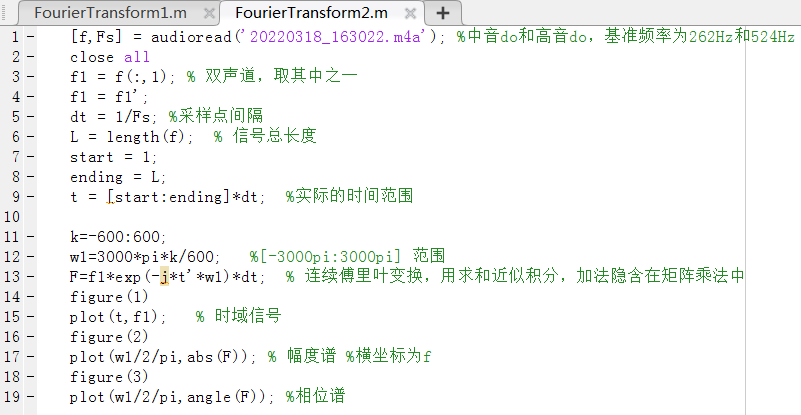 FourierTransform1.m × FourierTransform2.m × +
1 - [f,Fs] = audioread('20220318_163022.m4a'); %中音do和高音do，基准频率为262Hz和524Hz
2 - close all
3 - f1 = f(:,1); % 双声道，取其中之一
4 - f1 = f1';
5 - dt = 1/Fs; %采样点间隔
6 - L = length(f); % 信号总长度
7 - start = 1;
8 - ending = L;
9 - t = [start:ending]*dt; %实际的时间范围
10
11 - k=-600:600;
12 - w1=3000*pi*k/600; %[-3000pi:3000pi] 范围
13 - F=f1*exp(-j*t'*w1)*dt; % 连续傅里叶变换，用求和近似积分，加法隐含在矩阵乘法中
14 - figure(1)
15 - plot(t,f1); % 时域信号
16 - figure(2)
17 - plot(w1/2/pi,abs(F)); % 幅度谱 %横坐标为f
18 - figure(3)
19 - plot(w1/2/pi,angle(F)); %相位谱